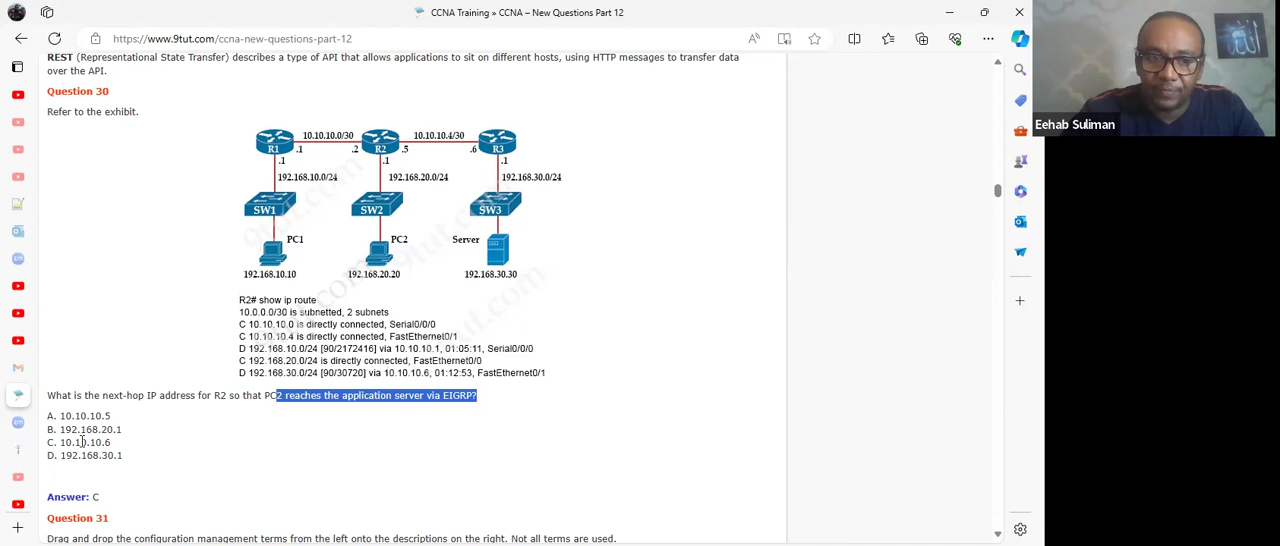 CCNA Training » CCNA – New Questions Part 12
https://www.9tut.com/ccna-new-questions-part-12
REST (Representational State Transfer) describes a type of API that allows applications to sit on different hosts, using HTTP messages to transfer data
over the API.
Question 30
Refer to the exhibit.
10.10.10.0/30 10.10.10.4/30
R1 .1 .2 R2 .5 .6 R3
.1 .1 .1
192.168.10.0/24 192.168.20.0/24 192.168.30.0/24
SW1 SW2 SW3
PC1 PC2 Server
192.168.10.10 192.168.20.20 192.168.30.30
R2# show ip route
10.0.0.0/30 is subnetted, 2 subnets
C 10.10.10.0 is directly connected, Serial0/0/0
C 10.10.10.4 is directly connected, FastEthernet0/1
D 192.168.10.0/24 [90/2172416] via 10.10.10.1, 01:05:11, Serial0/0/0
C 192.168.20.0/24 is directly connected, FastEthernet0/0
D 192.168.30.0/24 [90/30720] via 10.10.10.6, 01:12:53, FastEthernet0/1
What is the next-hop IP address for R2 so that PC2 reaches the application server via EIGRP?
A. 10.10.10.5
B. 192.168.20.1
C. 10.10.10.6
D. 192.168.30.1
Answer: C
Question 31
Drag and drop the configuration management terms from the left onto the descriptions on the right. Not all terms are used.
Eehab Suliman